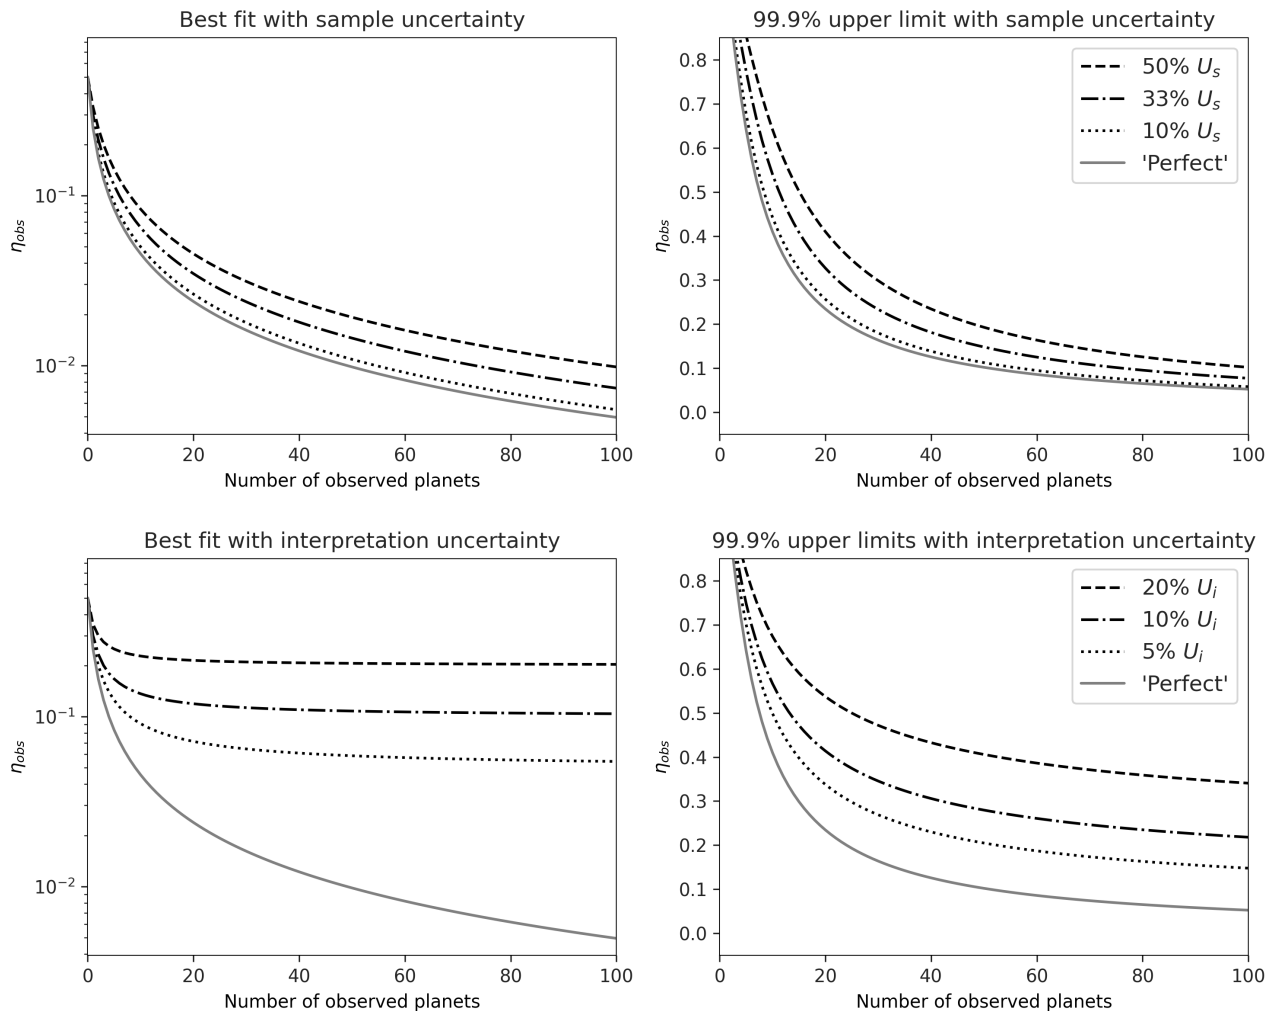 Best fit with sample uncertainty
η_obs
10⁻¹
10⁻²
0 20 40 60 80 100
Number of observed planets
99.9% upper limit with sample uncertainty
η_obs
0.8
0.7
0.6
0.5
0.4
0.3
0.2
0.1
0.0
50% U_s
33% U_s
10% U_s
'Perfect'
0 20 40 60 80 100
Number of observed planets
Best fit with interpretation uncertainty
η_obs
10⁻¹
10⁻²
0 20 40 60 80 100
Number of observed planets
99.9% upper limits with interpretation uncertainty
η_obs
0.8
0.7
0.6
0.5
0.4
0.3
0.2
0.1
0.0
20% U_i
10% U_i
5% U_i
'Perfect'
0 20 40 60 80 100
Number of observed planets